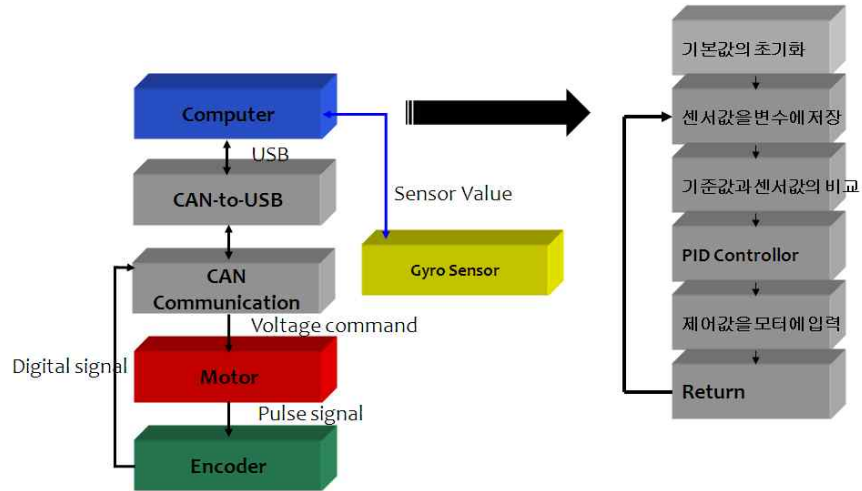 Computer
USB
CAN-to-USB
Sensor Value
Gyro Sensor
CAN
Communication
Voltage command
Digital signal
Motor
Pulse signal
Encoder
기본값의 초기화
센서값을 변수에 저장
기준값과 센서값의 비교
PID Controllor
제어값을 모터에 입력
Return